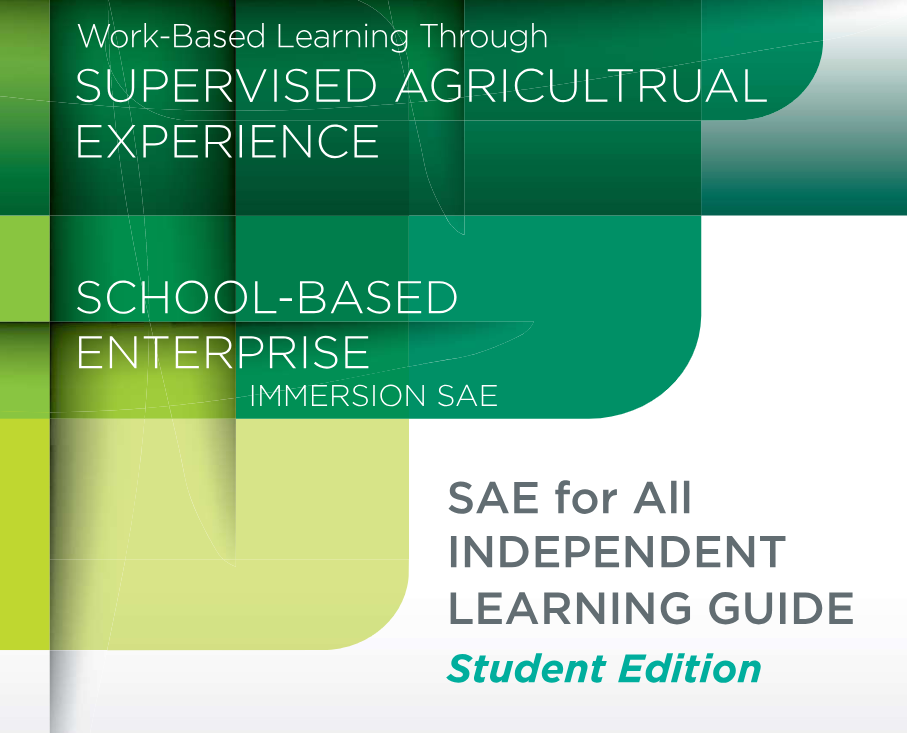 Work-Based Learning Through
SUPERVISED AGRICULTRUAL
EXPERIENCE
SCHOOL-BASED
ENTERPRISE
IMMERSION SAE
SAE for All
INDEPENDENT
LEARNING GUIDE
Student Edition